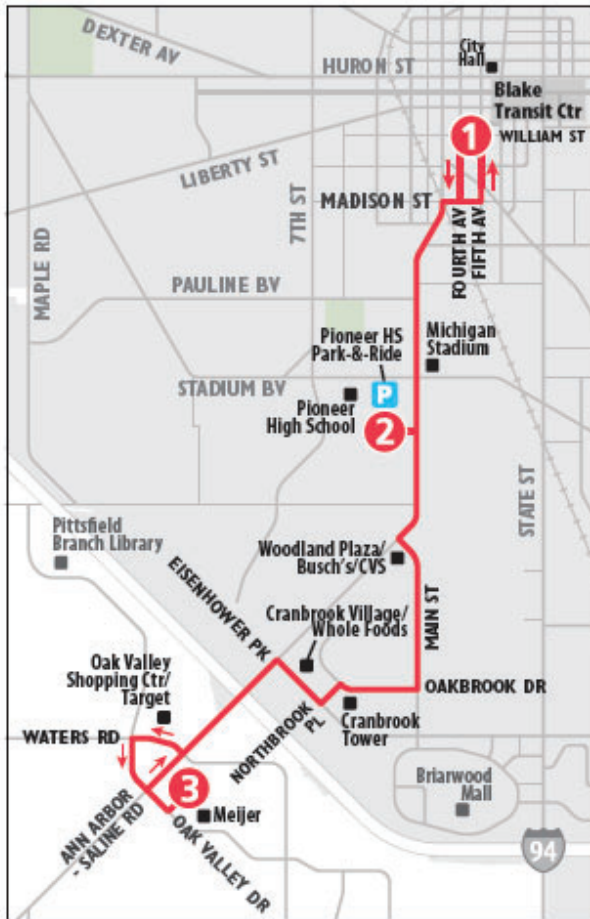 DEXTER AV
City
Hall
HURON ST
Blake
Transit Ctr
1
WILLIAM ST
LIBERTY ST
MADISON ST
7TH ST
FOURTH AV
FIFTH AV
MAPLE RD
PAULINE BV
Pioneer HS
Park-&-Ride
Michigan
Stadium
STADIUM BV
P
Pioneer
High School
2
STATE ST
Pittsfield
Branch Library
Woodland Plaza/
Busch's/CVS
EISENHOWER PK
Cranbrook Village/
Whole Foods
MAIN ST
Oak Valley
Shopping Ctr/
Target
OAKBROOK DR
NORTHBROOK
PL
Cranbrook
Tower
WATERS RD
3
Briarwood
Mall
Meijer
ANN ARBOR
- SALINE RD
OAK VALLEY DR
94